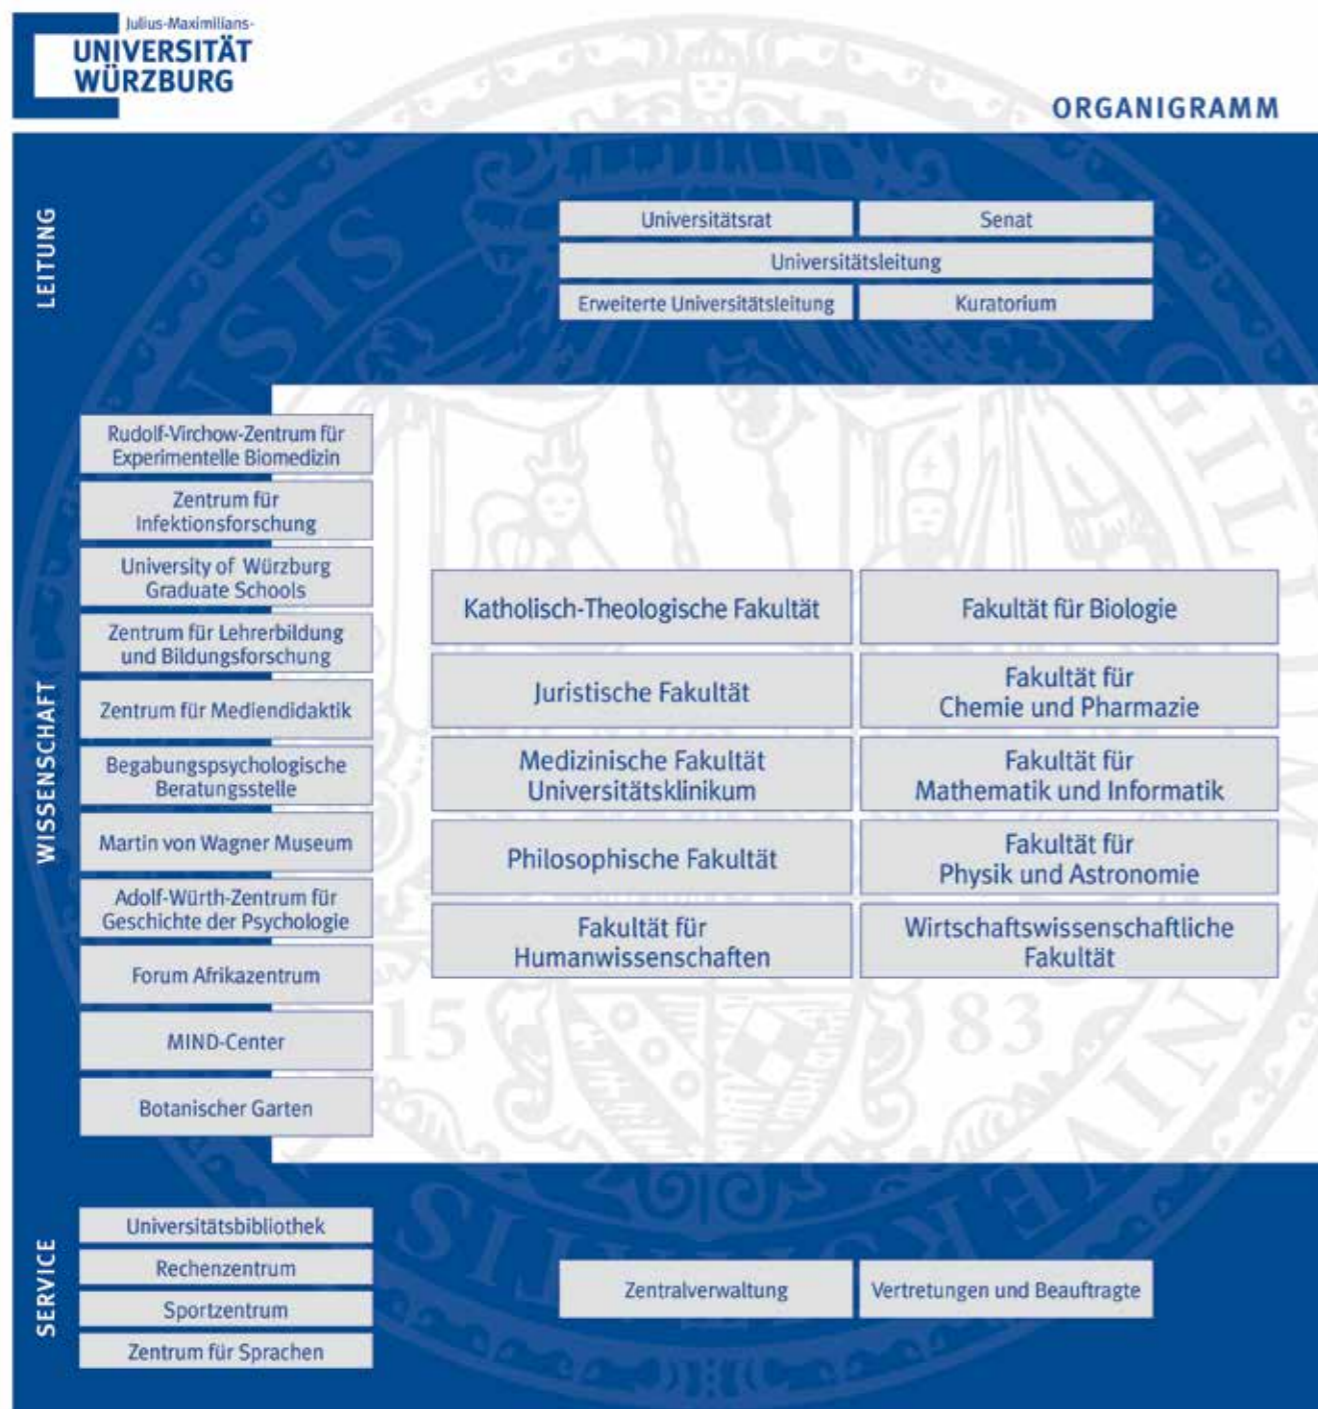 Julius-Maximilians-
UNIVERSITÄT
WÜRZBURG
ORGANIGRAMM
LEITUNG
Universitätsrat
Senat
Universitätsleitung
Erweiterte Universitätsleitung
Kuratorium
WISSENSCHAFT
Rudolf-Virchow-Zentrum für
Experimentelle Biomedizin
Zentrum für
Infektionsforschung
University of Würzburg
Graduate Schools
Zentrum für Lehrerbildung
und Bildungsforschung
Zentrum für Mediendidaktik
Begabungspsychologische
Beratungsstelle
Martin von Wagner Museum
Adolf-Würth-Zentrum für
Geschichte der Psychologie
Forum Afrikazentrum
MIND-Center
Botanischer Garten
Katholisch-Theologische Fakultät
Fakultät für Biologie
Juristische Fakultät
Fakultät für
Chemie und Pharmazie
Medizinische Fakultät
Universitätsklinikum
Fakultät für
Mathematik und Informatik
Philosophische Fakultät
Fakultät für
Physik und Astronomie
Fakultät für
Humanwissenschaften
Wirtschaftswissenschaftliche
Fakultät
15 83
SERVICE
Universitätsbibliothek
Rechenzentrum
Sportzentrum
Zentrum für Sprachen
Zentralverwaltung
Vertretungen und Beauftragte